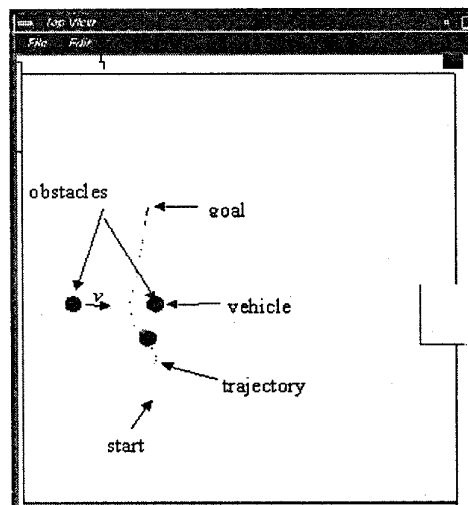 Top View
File Edit
obstacles
goal
v
vehicle
trajectory
start